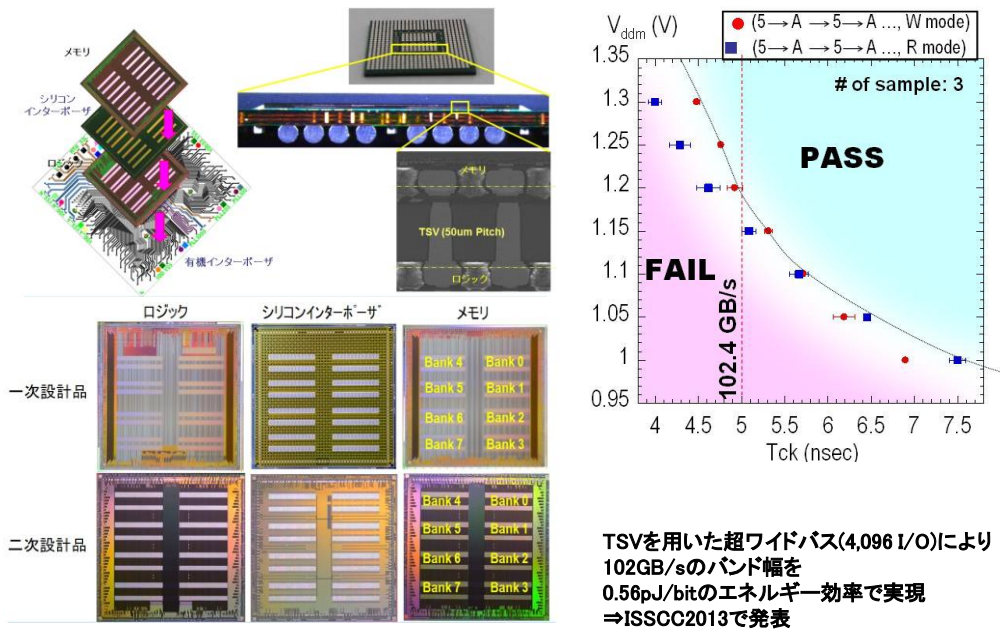 メモリ
シリコン
インターポーザ
ロジック
有機インターポーザ
メモリ
TSV (50um Pitch)
ロジック
ロジック
シリコンインターポーザ
メモリ
一次設計品
Bank 4 Bank 0
Bank 5 Bank 1
Bank 6 Bank 2
Bank 7 Bank 3
二次設計品
Bank 4 Bank 0
Bank 5 Bank 1
Bank 6 Bank 2
Bank 7 Bank 3
Vddm (V)
(5→A →5→A ..., W mode)
(5→A →5→A ..., R mode)
# of sample: 3
PASS
FAIL
102.4 GB/s
1.35
1.3
1.25
1.2
1.15
1.1
1.05
1
0.95
4 4.5 5 5.5 6 6.5 7 7.5
Tck (nsec)
TSVを用いた超ワイドバス(4,096 I/O)により
102GB/sのバンド幅を
0.56pJ/bitのエネルギー効率で実現
⇒ISSCC2013で発表